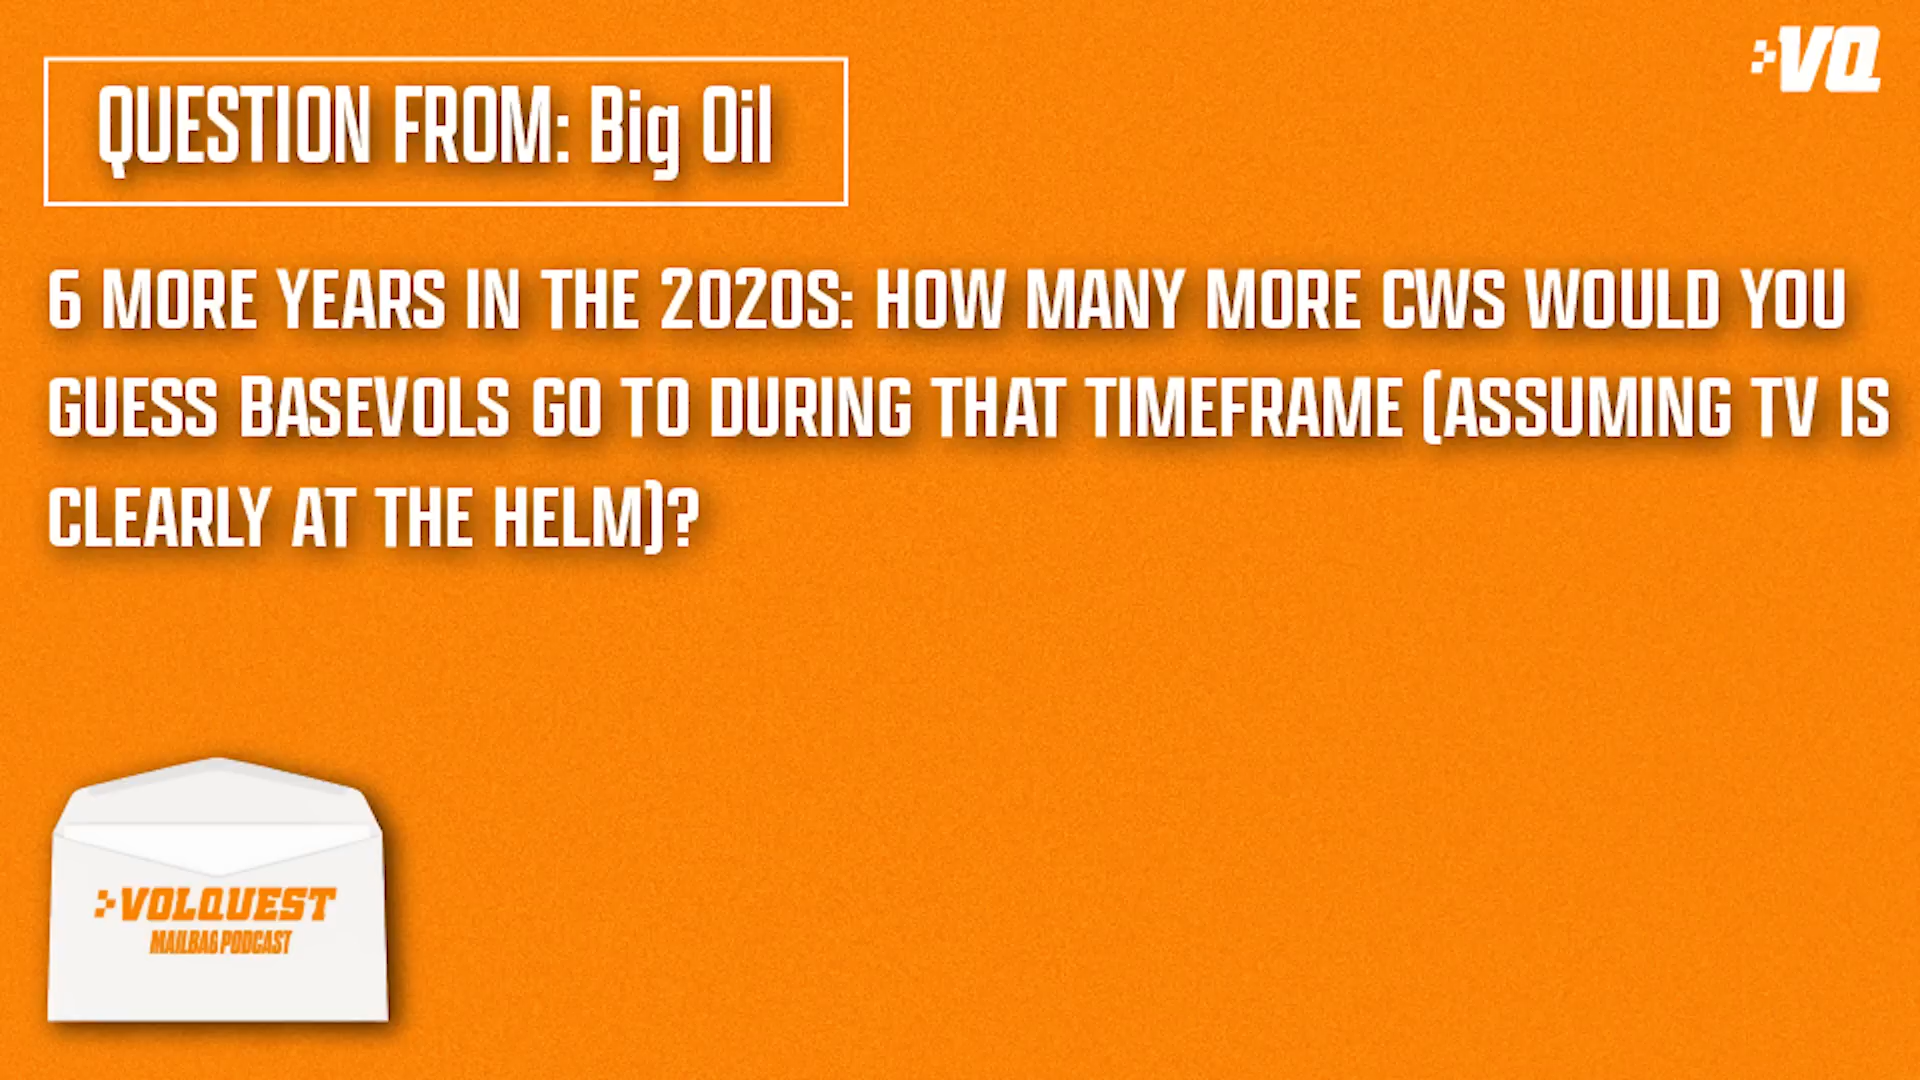 VQ
QUESTION FROM: Big Oil
6 MORE YEARS IN THE 2020S: HOW MANY MORE CWS WOULD YOU
GUESS BASEVOLS GO TO DURING THAT TIMEFRAME (ASSUMING TV IS
CLEARLY AT THE HELM)?
VOLQUEST
MAILBAG PODCAST